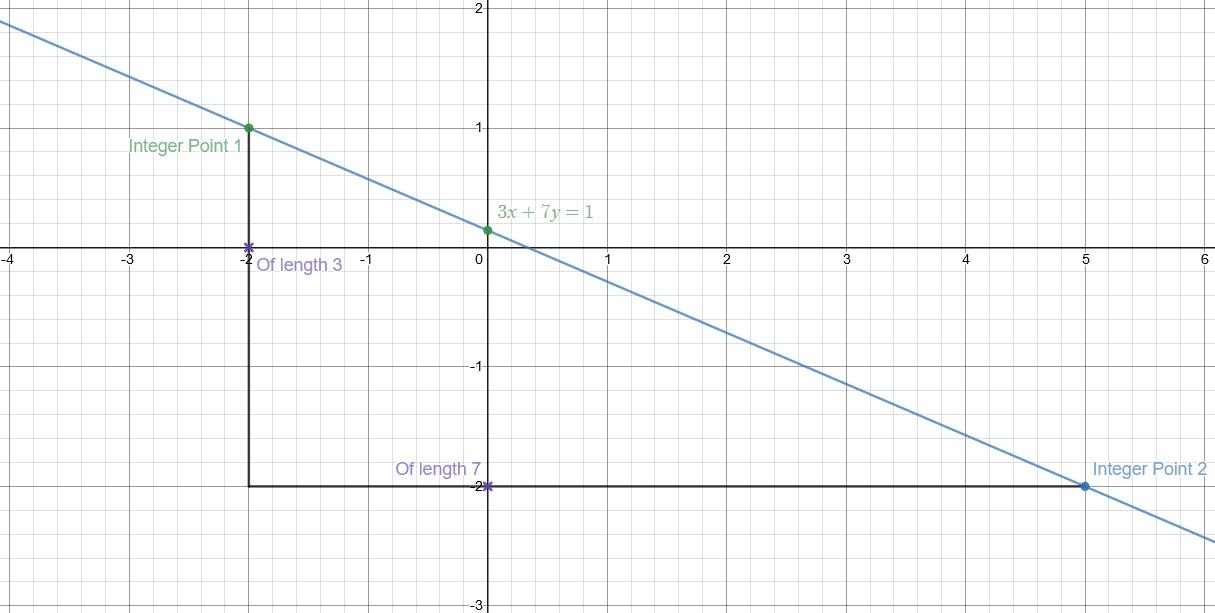 2
Integer Point 1
1
3x + 7y = 1
-4 -3 -2 -1 0 1 2 3 4 5 6
Of length 3
-1
Of length 7
Integer Point 2
-2
-3